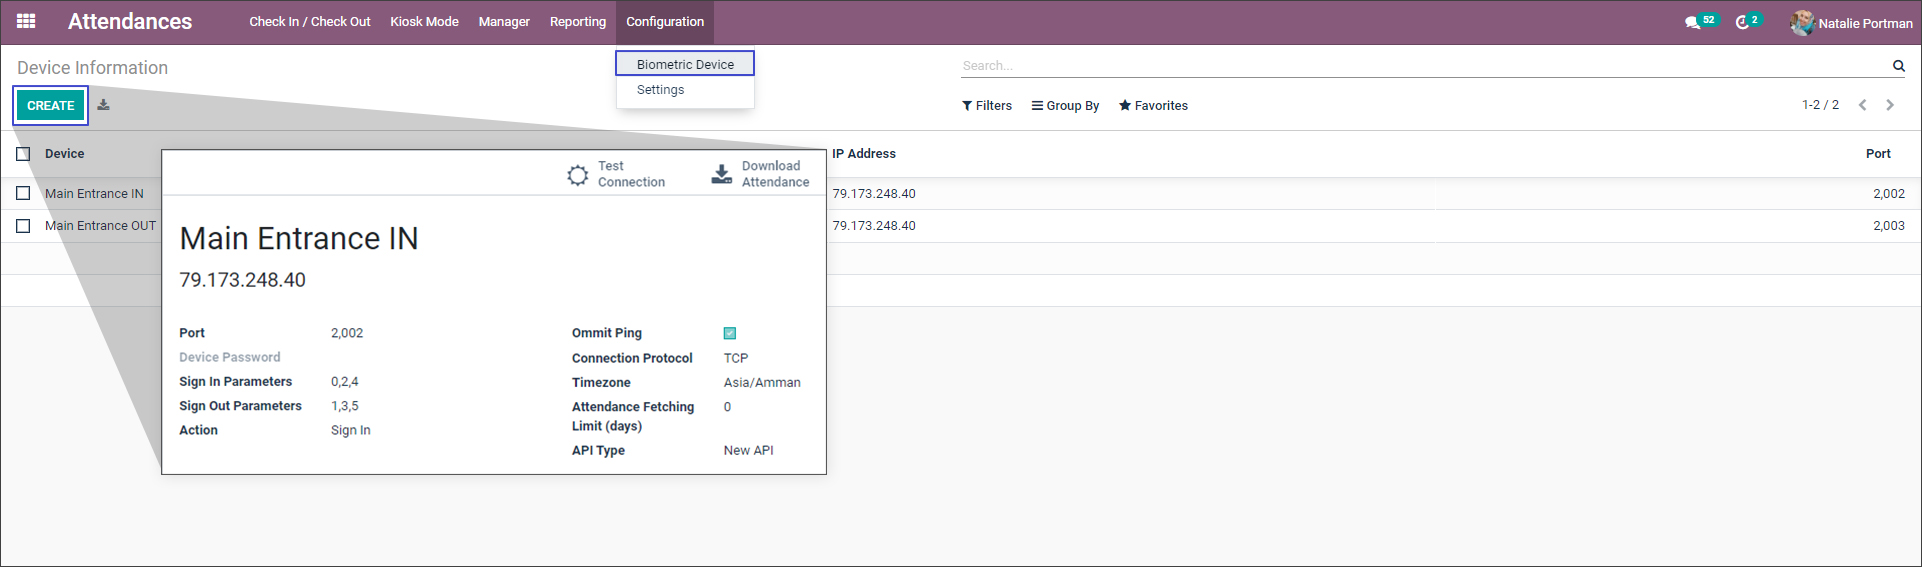 Attendances
Check In / Check Out
Kiosk Mode
Manager
Reporting
Configuration
52
2
Natalie Portman
Device Information
Biometric Device
Settings
Search...
CREATE
Filters
Group By
Favorites
1-2 / 2
Device
IP Address
Port
Main Entrance IN
79.173.248.40
2,002
Main Entrance OUT
79.173.248.40
2,003
Test
Connection
Download
Attendance
Main Entrance IN
79.173.248.40
Port 2,002
Device Password
Sign In Parameters 0,2,4
Sign Out Parameters 1,3,5
Action Sign In
Ommit Ping
Connection Protocol TCP
Timezone Asia/Amman
Attendance Fetching 0
Limit (days)
API Type New API